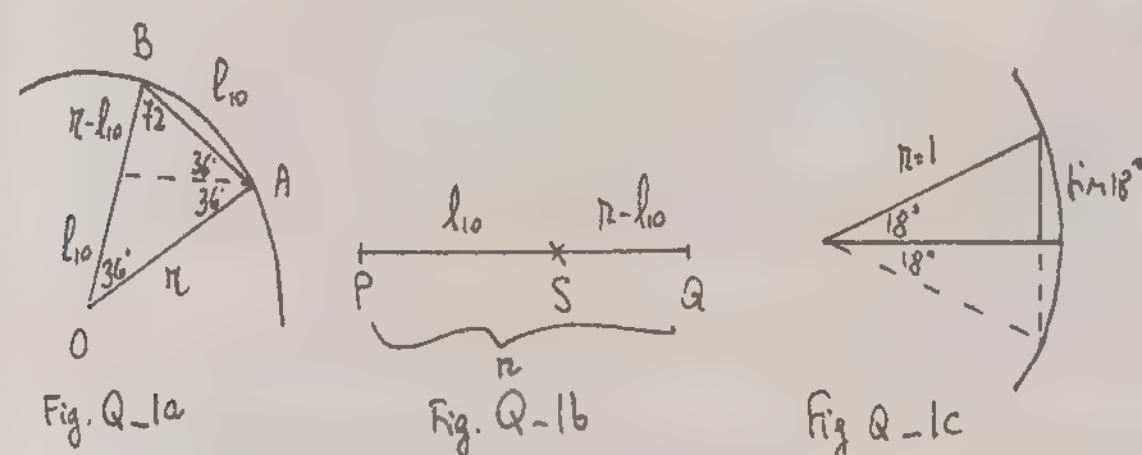 B
l₁₀
r-l₁₀
72
36°
36°
A
l₁₀
36°
r
O
Fig. Q_1a
l₁₀
r-l₁₀
P
S
Q
r
Fig. Q-1b
r=1
18°
18°
sin18°
Fig Q_1c